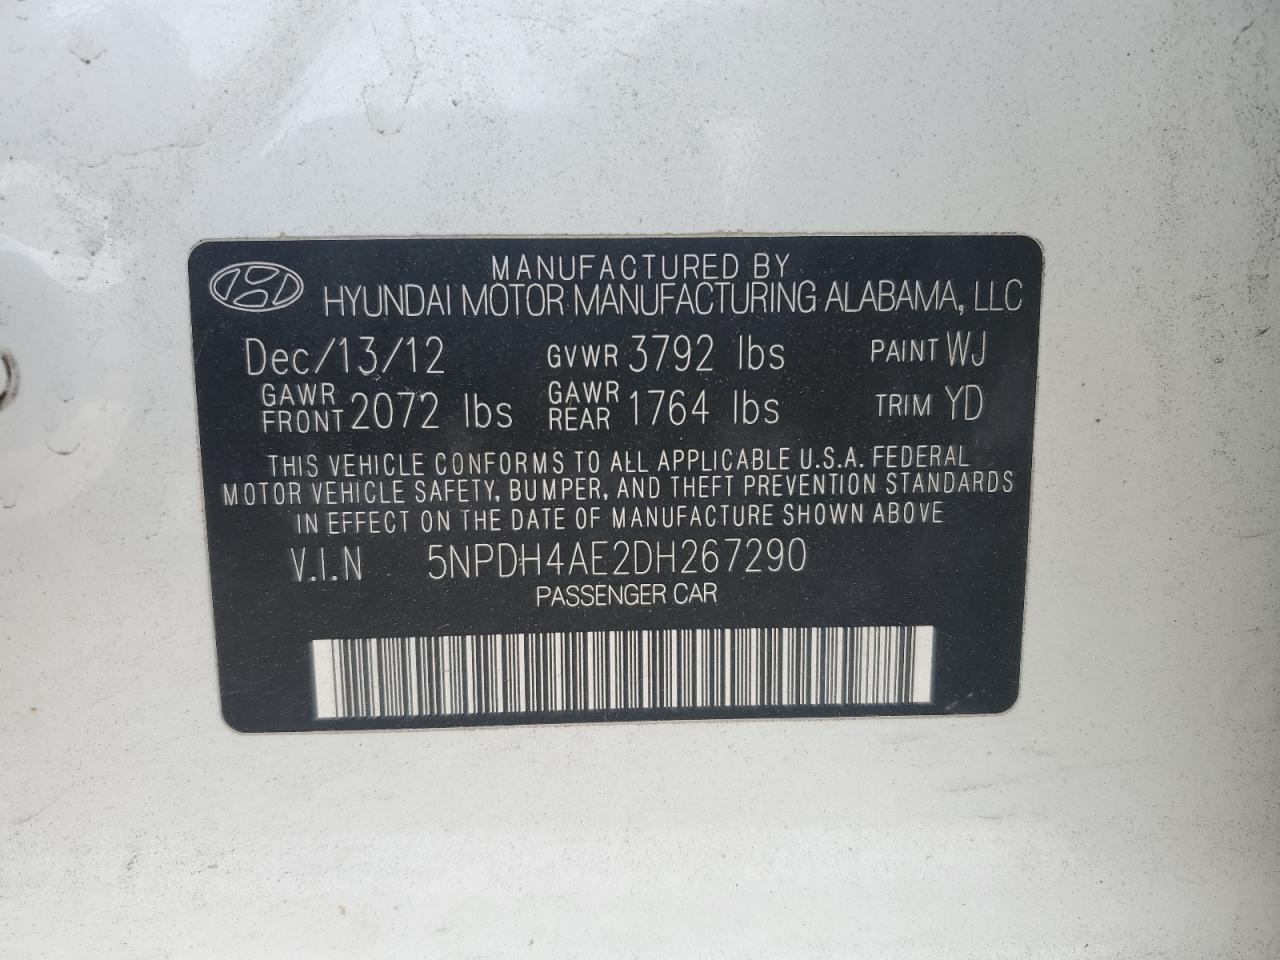 MANUFACTURED BY
HYUNDAI MOTOR MANUFACTURING ALABAMA, LLC
Dec/13/12 GVWR 3792 lbs PAINT WJ
GAWR FRONT 2072 lbs GAWR REAR 1764 lbs TRIM YD
THIS VEHICLE CONFORMS TO ALL APPLICABLE U.S.A. FEDERAL
MOTOR VEHICLE SAFETY, BUMPER, AND THEFT PREVENTION STANDARDS
IN EFFECT ON THE DATE OF MANUFACTURE SHOWN ABOVE
V.I.N 5NPDH4AE2DH267290
PASSENGER CAR